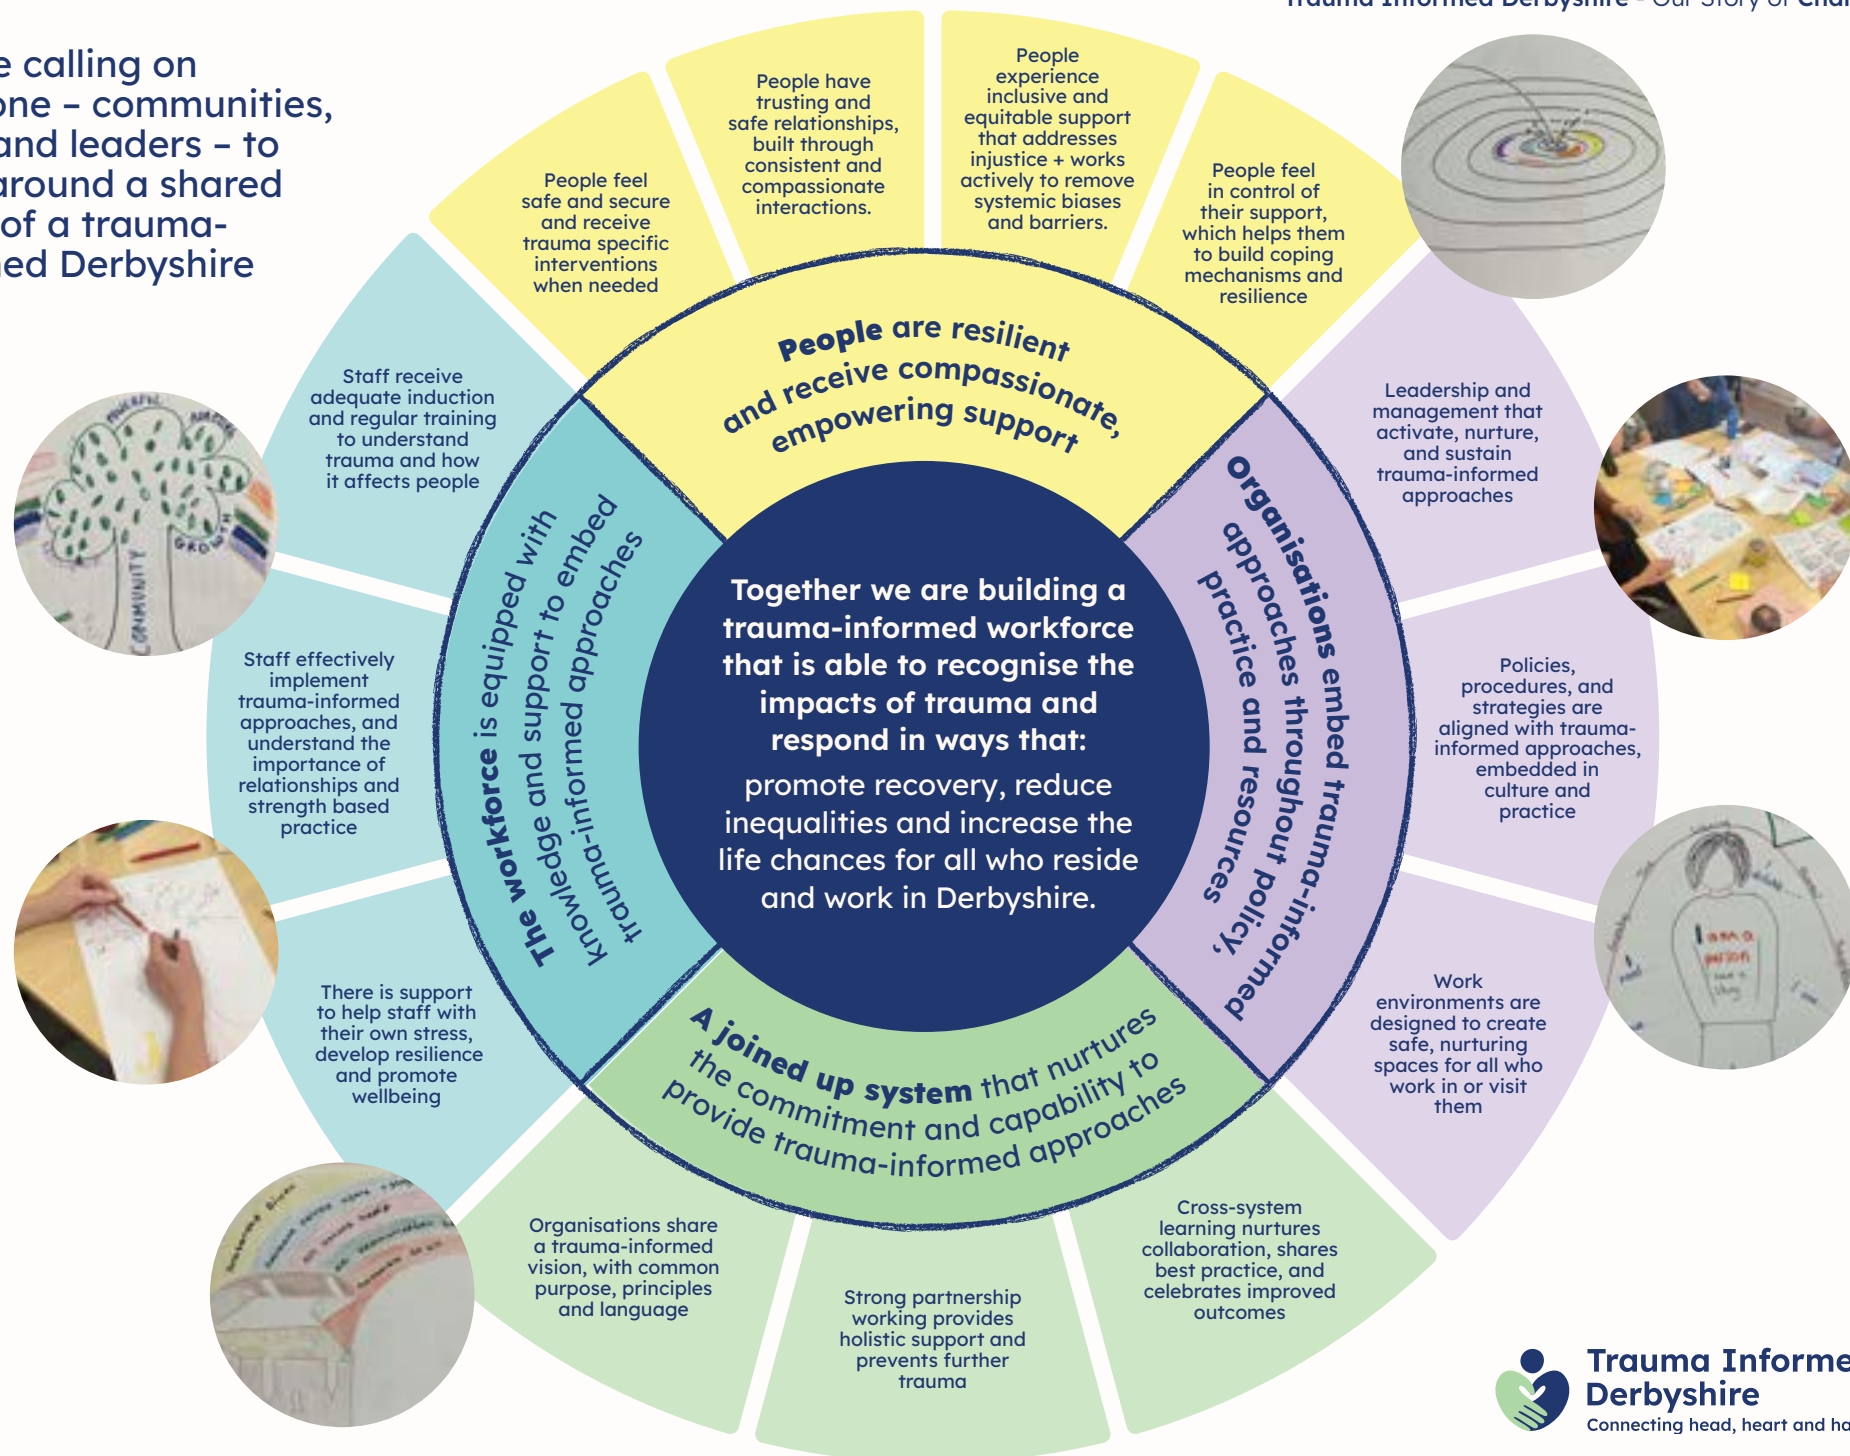 Trauma Informed Derbyshire - Our Story of Chan
e calling on
one – communities,
and leaders – to
around a shared
of a trauma-
ed Derbyshire
People feel
safe and secure
and receive
trauma specific
interventions
when needed
People have
trusting and
safe relationships,
built through
consistent and
compassionate
interactions.
People
experience
inclusive and
equitable support
that addresses
injustice + works
actively to remove
systemic biases
and barriers.
People feel
in control of
their support,
which helps them
to build coping
mechanisms and
resilience
People are resilient
and receive compassionate,
empowering support
Staff receive
adequate induction
and regular training
to understand
trauma and how
it affects people
Staff effectively
implement
trauma-informed
approaches, and
understand the
importance of
relationships and
strength based
practice
There is support
to help staff with
their own stress,
develop resilience
and promote
wellbeing
The workforce is equipped with
knowledge and support to embed
trauma-informed approaches
Together we are building a
trauma-informed workforce
that is able to recognise the
impacts of trauma and
respond in ways that:
promote recovery, reduce
inequalities and increase the
life chances for all who reside
and work in Derbyshire.
Organisations embed trauma-informed
approaches throughout policy,
practice and resources
Leadership and
management that
activate, nurture,
and sustain
trauma-informed
approaches
Policies,
procedures, and
strategies are
aligned with trauma-
informed approaches,
embedded in
culture and
practice
Work
environments are
designed to create
safe, nurturing
spaces for all who
work in or visit
them
A joined up system that nurtures
the commitment and capability to
provide trauma-informed approaches
Organisations share
a trauma-informed
vision, with common
purpose, principles
and language
Strong partnership
working provides
holistic support and
prevents further
trauma
Cross-system
learning nurtures
collaboration, shares
best practice, and
celebrates improved
outcomes
GROWTH
COMMUNITY
I am a
person
Trauma Informe
Derbyshire
Connecting head, heart and ha